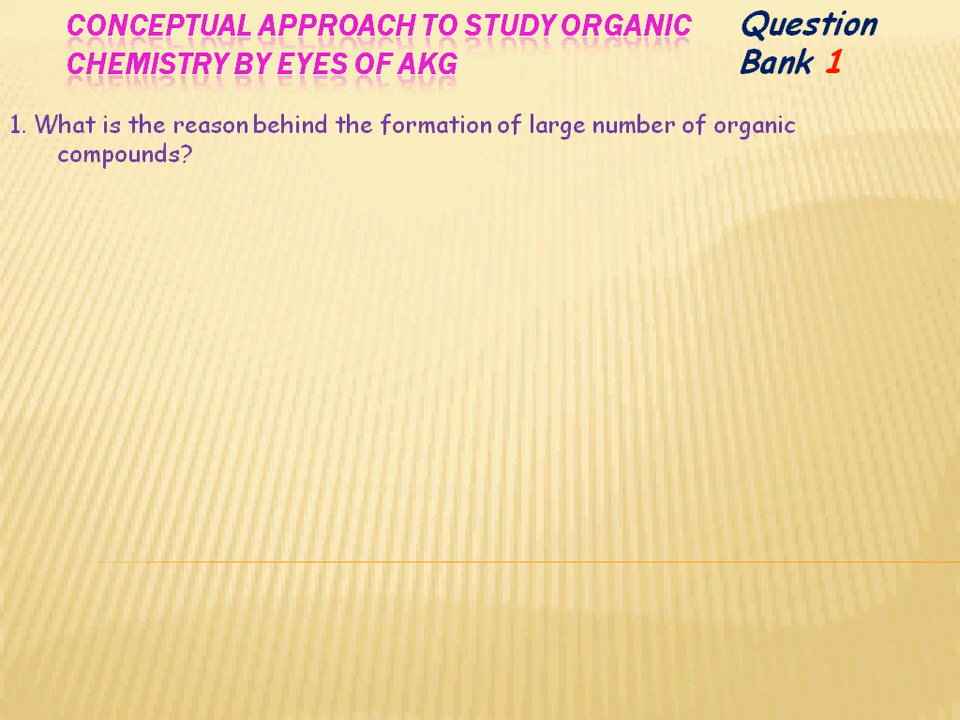 CONCEPTUAL APPROACH TO STUDY ORGANIC
CHEMISTRY BY EYES OF AKG
Question
Bank 1
1. What is the reason behind the formation of large number of organic
compounds?